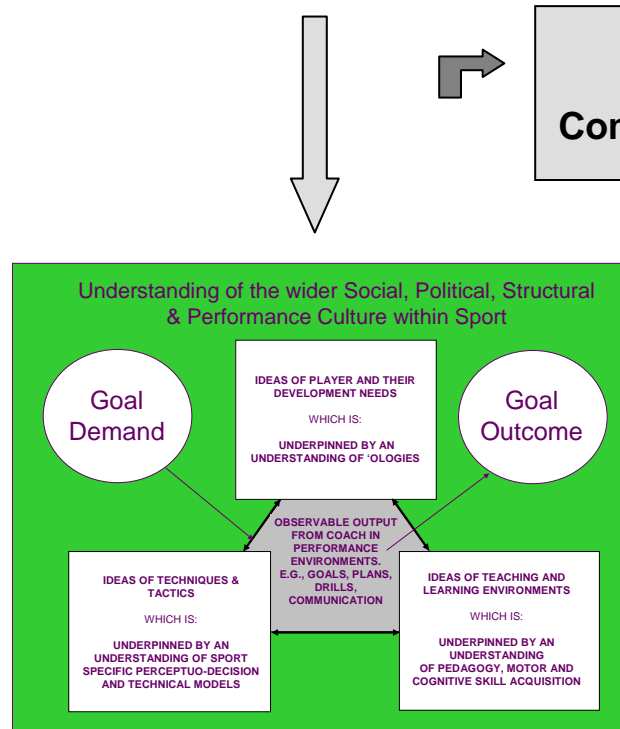 Con
Understanding of the wider Social, Political, Structural
& Performance Culture within Sport
Goal
Demand
IDEAS OF PLAYER AND THEIR
DEVELOPMENT NEEDS
WHICH IS:
UNDERPINNED BY AN
UNDERSTANDING OF ‘OLOGIES
Goal
Outcome
OBSERVABLE OUTPUT
FROM COACH IN
PERFORMANCE
ENVIRONMENTS.
E.G., GOALS, PLANS,
DRILLS,
COMMUNICATION
IDEAS OF TECHNIQUES &
TACTICS
WHICH IS:
UNDERPINNED BY AN
UNDERSTANDING OF SPORT
SPECIFIC PERCEPTUO-DECISION
AND TECHNICAL MODELS
IDEAS OF TEACHING AND
LEARNING ENVIRONMENTS
WHICH IS:
UNDERPINNED BY AN
UNDERSTANDING
OF PEDAGOGY, MOTOR AND
COGNITIVE SKILL ACQUISITION